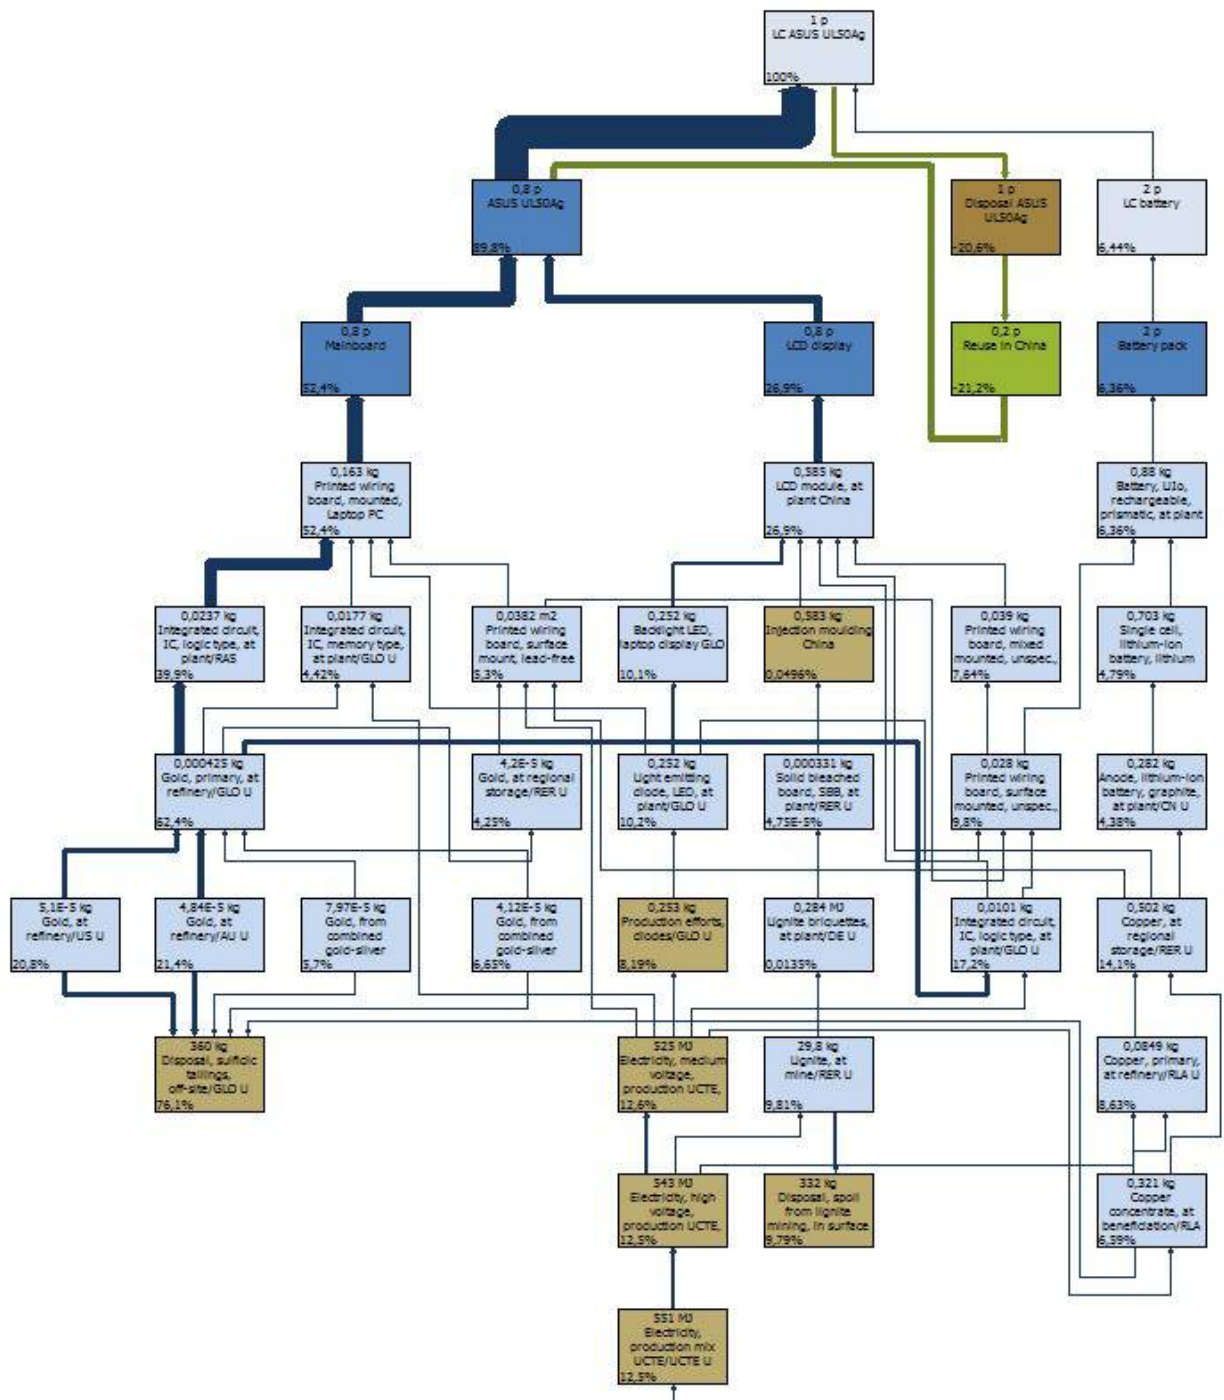 1 p
LC ASUS UL50Ag
100%
0,8 p
ASUS UL50Ag
89,8%
1 p
Disposal ASUS
UL50Ag
-20,6%
2 p
LC battery
6,44%
0,8 p
Mainboard
52,4%
0,8 p
LCD display
26,9%
0,2 p
Reuse in China
-21,2%
2 p
Battery pack
6,36%
0,163 kg
Printed wiring
board, mounted,
Laptop PC
52,4%
0,585 kg
LCD module, at
plant China
26,9%
0,88 kg
Battery, LiIo,
rechargeable,
prismatic, at plant
6,36%
0,0237 kg
Integrated circuit,
IC, logic type, at
plant/RAS
39,9%
0,0177 kg
Integrated circuit,
IC, memory type,
at plant/GLO U
4,42%
0,0382 m2
Printed wiring
board, surface
mount, lead-free
5,3%
0,252 kg
Backlight LED,
laptop display GLO
10,1%
0,583 kg
Injection moulding
China
0,0496%
0,039 kg
Printed wiring
board, mixed
mounted, unspec.,
7,64%
0,703 kg
Single cell,
lithium-ion
battery, lithium
4,79%
0,000425 kg
Gold, primary, at
refinery/GLO U
62,4%
4,2E-5 kg
Gold, at regional
storage/RER U
4,25%
0,252 kg
Light emitting
diode, LED, at
plant/GLO U
10,2%
0,000331 kg
Solid bleached
board, SBB, at
plant/RER U
4,75E-5%
0,028 kg
Printed wiring
board, surface
mounted, unspec.,
9,8%
0,282 kg
Anode, lithium-ion
battery, graphite,
at plant/CN U
4,38%
5,1E-5 kg
Gold, at
refinery/US U
20,8%
4,84E-5 kg
Gold, at
refinery/AU U
21,4%
7,97E-5 kg
Gold, from
combined
gold-silver
5,7%
4,12E-5 kg
Gold, from
combined
gold-silver
6,65%
0,253 kg
Production efforts,
diodes/GLO U
8,19%
0,284 MJ
Lignite briquettes,
at plant/DE U
0,0135%
0,0101 kg
Integrated circuit,
IC, logic type, at
plant/GLO U
17,2%
0,502 kg
Copper, at
regional
storage/RER U
14,1%
360 kg
Disposal, sulfidic
tailings,
off-site/GLO U
76,1%
525 MJ
Electricity, medium
voltage,
production UCTE,
12,6%
29,8 kg
Lignite, at
mine/RER U
9,81%
0,0849 kg
Copper, primary,
at refinery/RLA U
8,63%
543 MJ
Electricity, high
voltage,
production UCTE,
12,5%
332 kg
Disposal, spoil
from lignite
mining, in surface
9,79%
0,321 kg
Copper
concentrate, at
beneficiation/RLA
6,59%
551 MJ
Electricity,
production mix
UCTE/UCTE U
12,5%